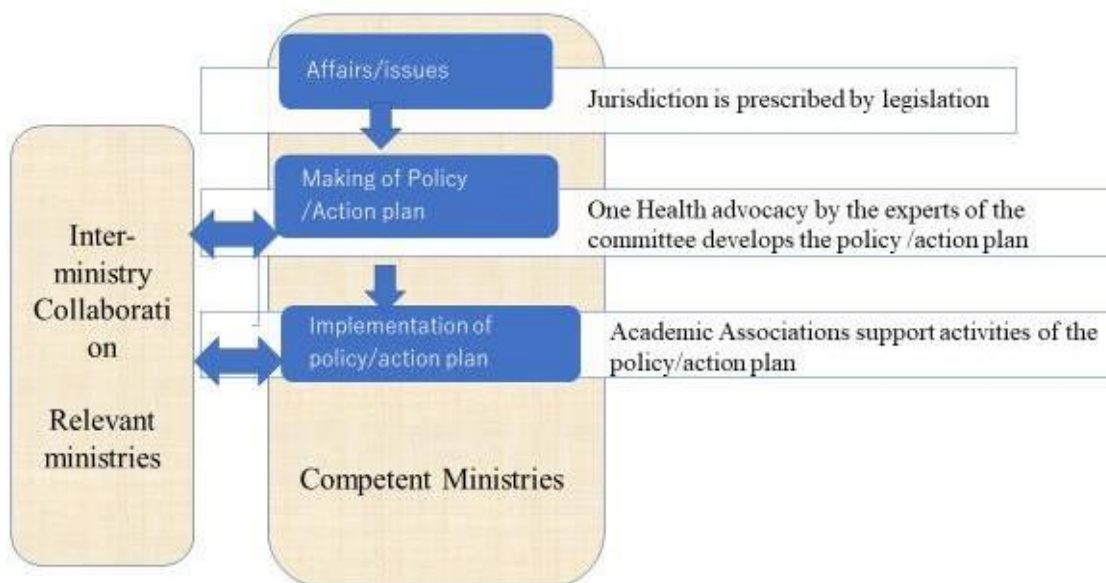 Affairs/issues
Jurisdiction is prescribed by legislation
Making of Policy
/Action plan
One Health advocacy by the experts of the
committee develops the policy /action plan
Inter-
ministry
Collaborati
on
Relevant
ministries
Implementation of
policy/action plan
Academic Associations support activities of the
policy/action plan
Competent Ministries